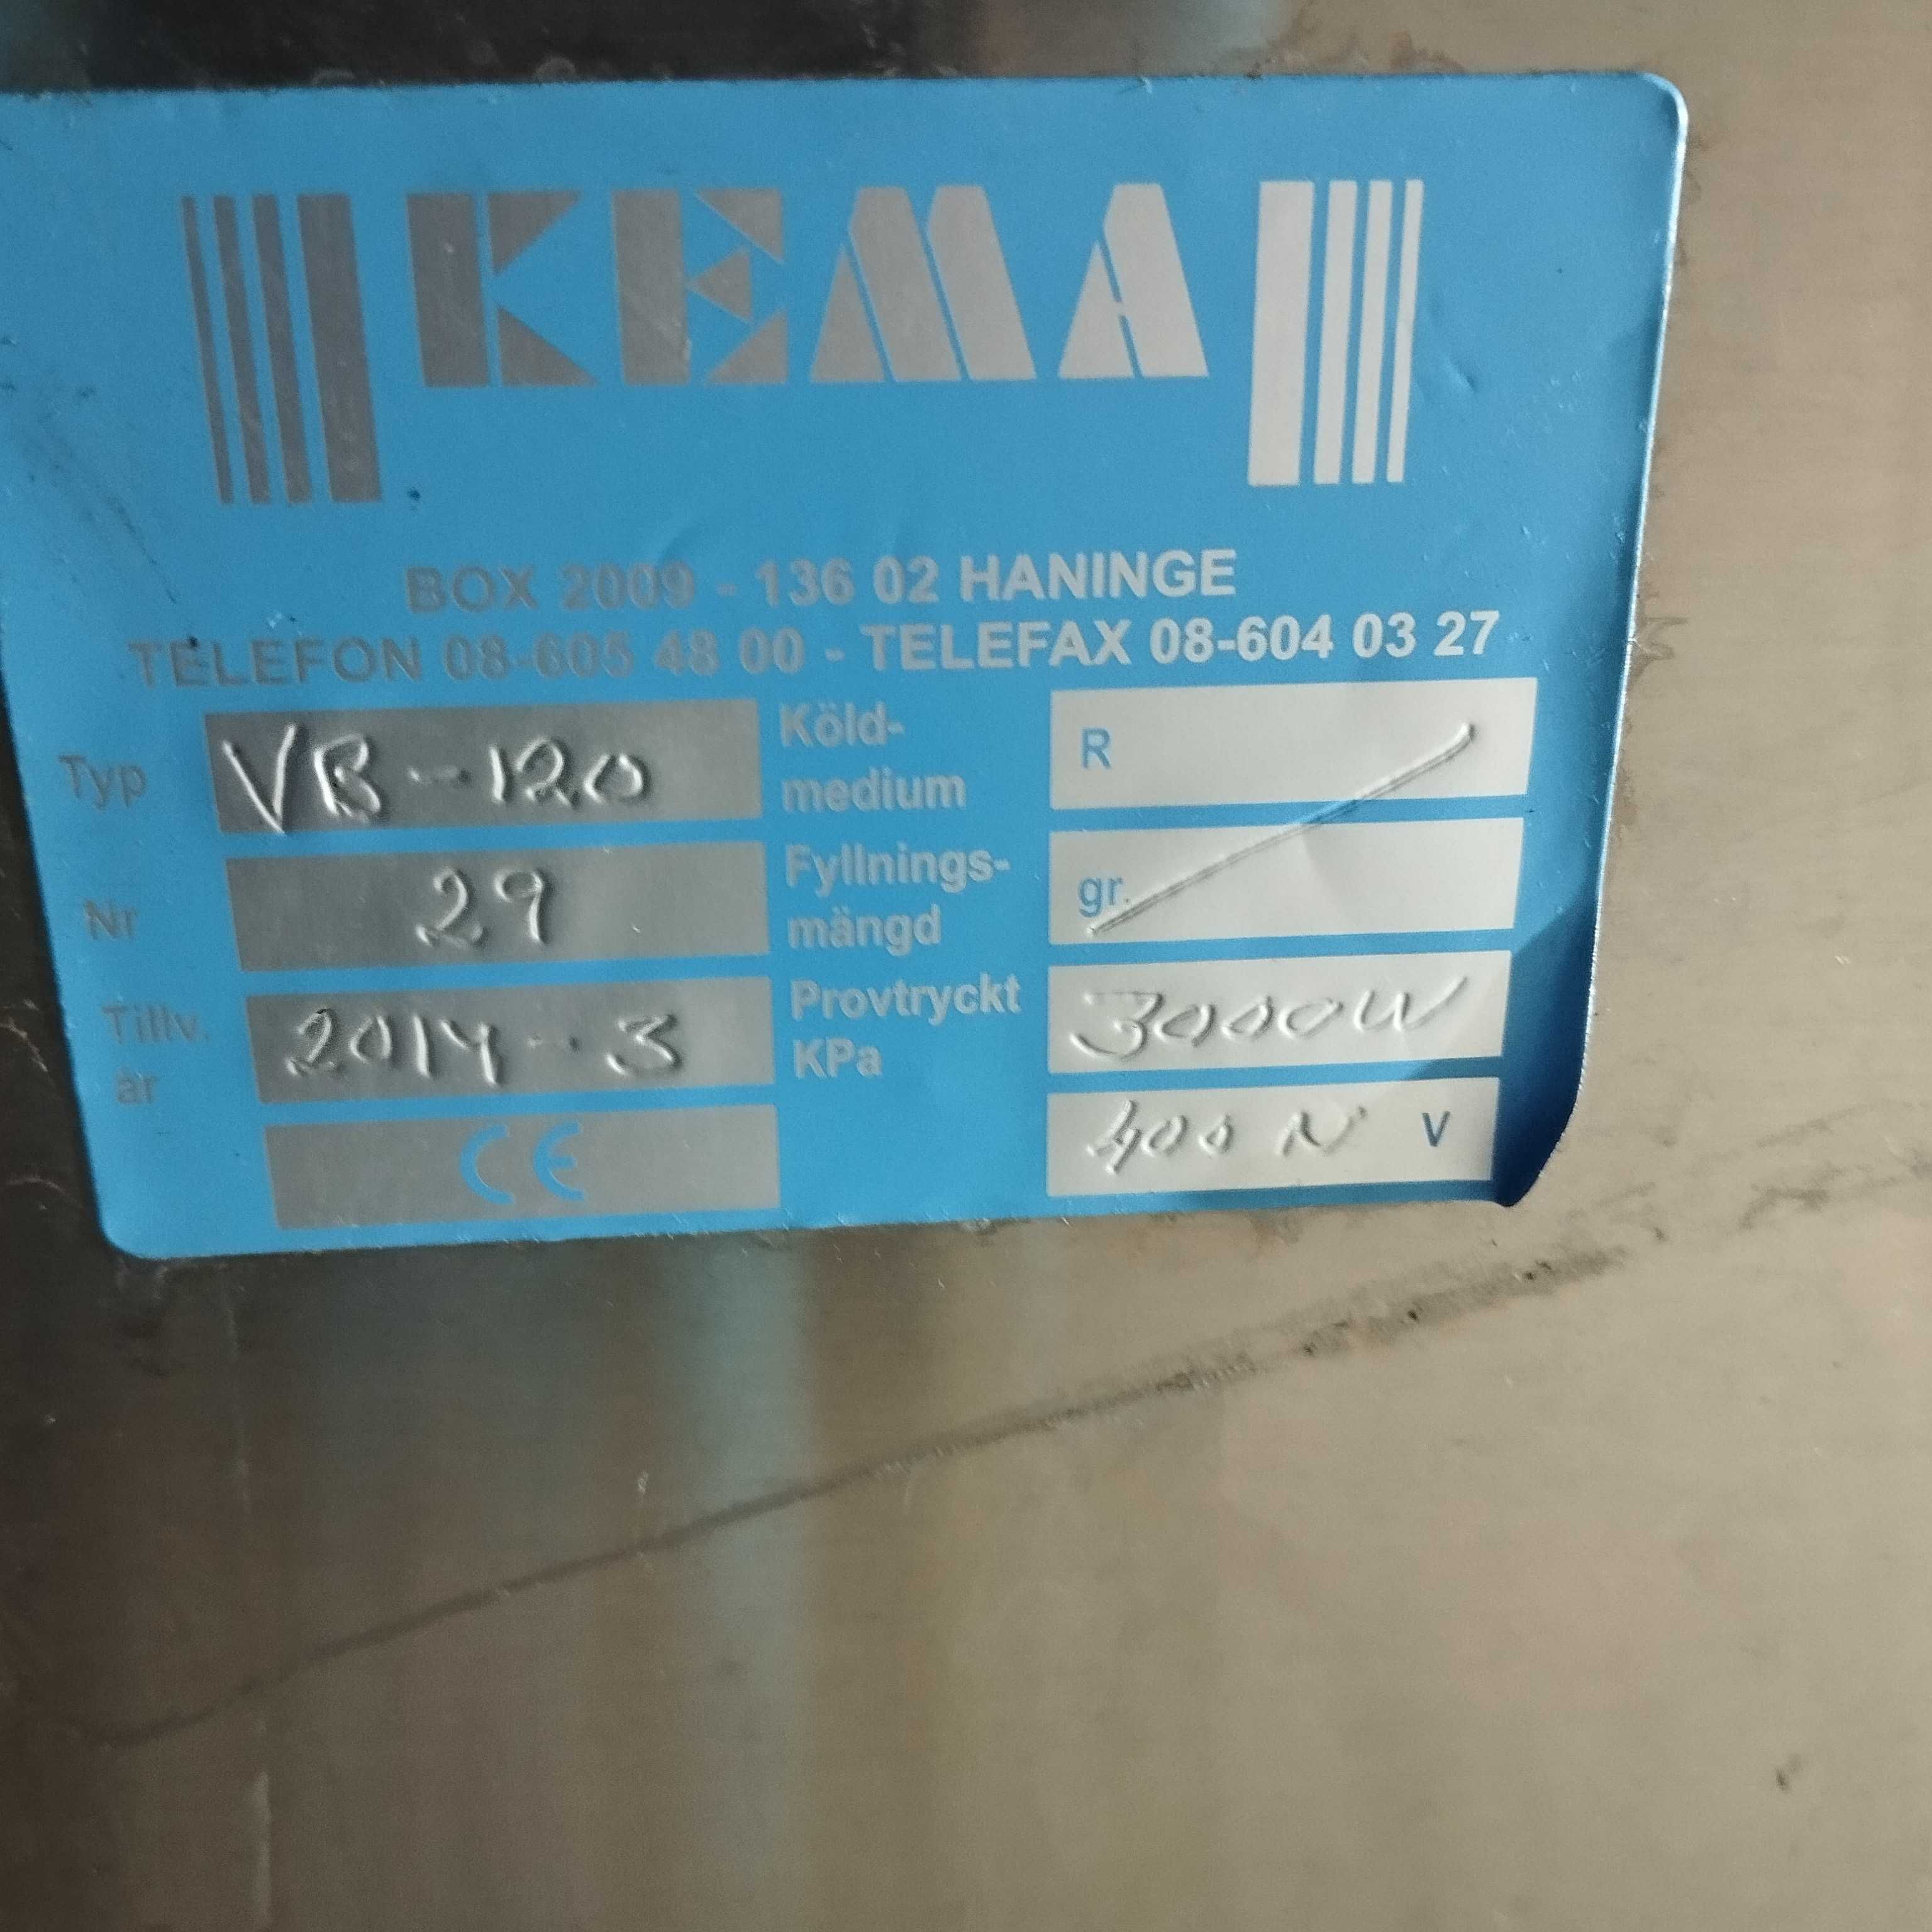 KEMA
BOX 2009 - 136 02 HANINGE
TELEFON 08-605 48 00 - TELEFAX 08-604 03 27
Typ VB-120 Köld-
medium R
Nr 29 Fyllnings-
mängd gr.
Tillv.
år 2014-3 Provtryckt
KPa 3000W
CE 400 N V